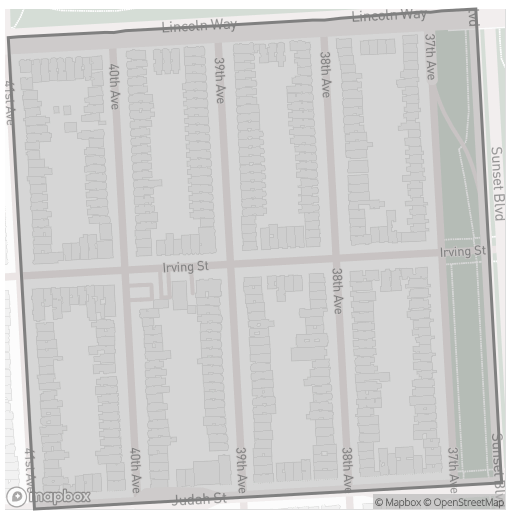 Lincoln Way
Lincoln Way
41st Ave
40th Ave
39th Ave
38th Ave
37th Ave
Sunset Blvd
Irving St
Irving St
38th Ave
41st Ave
40th Ave
39th Ave
38th Ave
37th Ave
Sunset Bl
Judah St
mapbox
© Mapbox © OpenStreetMap